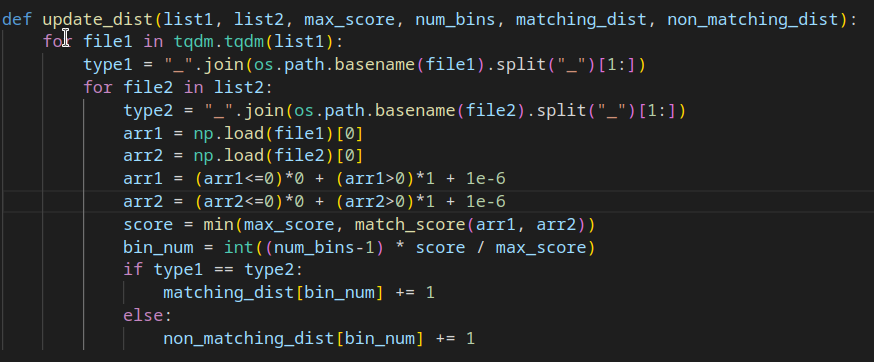 def update_dist(list1, list2, max_score, num_bins, matching_dist, non_matching_dist):
    for file1 in tqdm.tqdm(list1):
        type1 = "_".join(os.path.basename(file1).split("_")[1:])
        for file2 in list2:
            type2 = "_".join(os.path.basename(file2).split("_")[1:])
            arr1 = np.load(file1)[0]
            arr2 = np.load(file2)[0]
            arr1 = (arr1<=0)*0 + (arr1>0)*1 + 1e-6
            arr2 = (arr2<=0)*0 + (arr2>0)*1 + 1e-6
            score = min(max_score, match_score(arr1, arr2))
            bin_num = int((num_bins-1) * score / max_score)
            if type1 == type2:
                matching_dist[bin_num] += 1
            else:
                non_matching_dist[bin_num] += 1